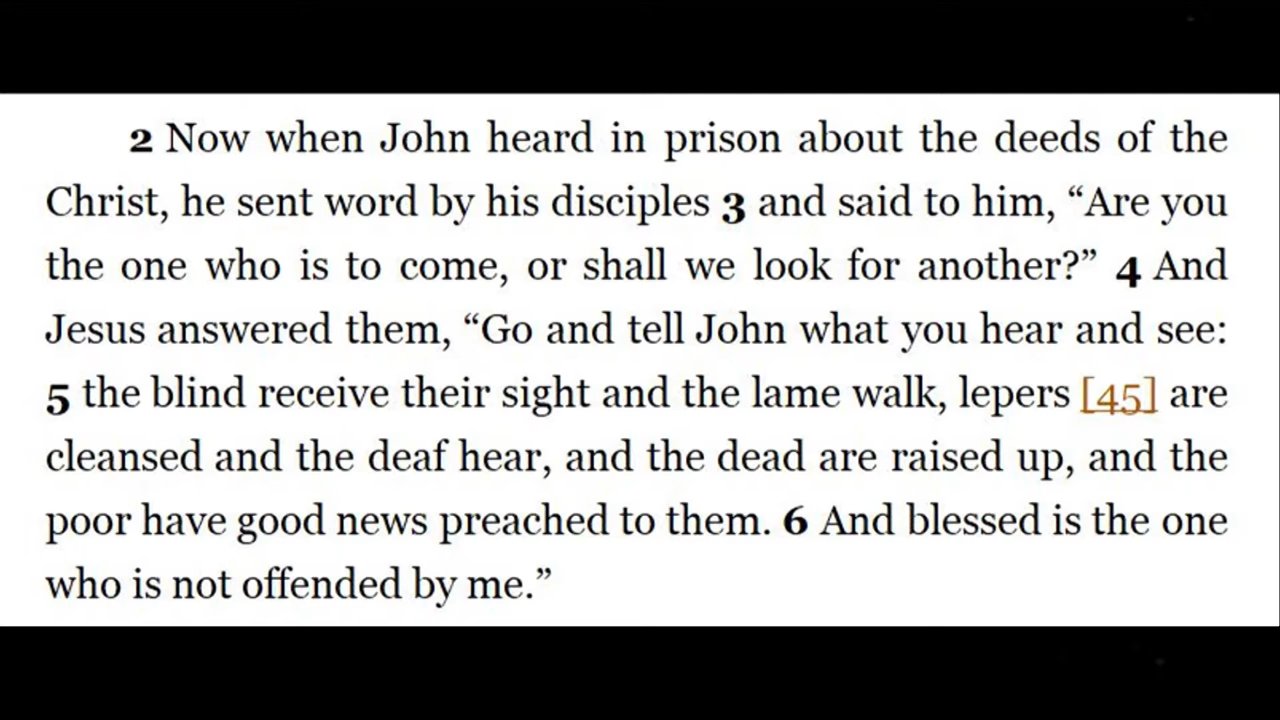 2 Now when John heard in prison about the deeds of the
Christ, he sent word by his disciples 3 and said to him, “Are you
the one who is to come, or shall we look for another?” 4 And
Jesus answered them, “Go and tell John what you hear and see:
5 the blind receive their sight and the lame walk, lepers [45] are
cleansed and the deaf hear, and the dead are raised up, and the
poor have good news preached to them. 6 And blessed is the one
who is not offended by me.”